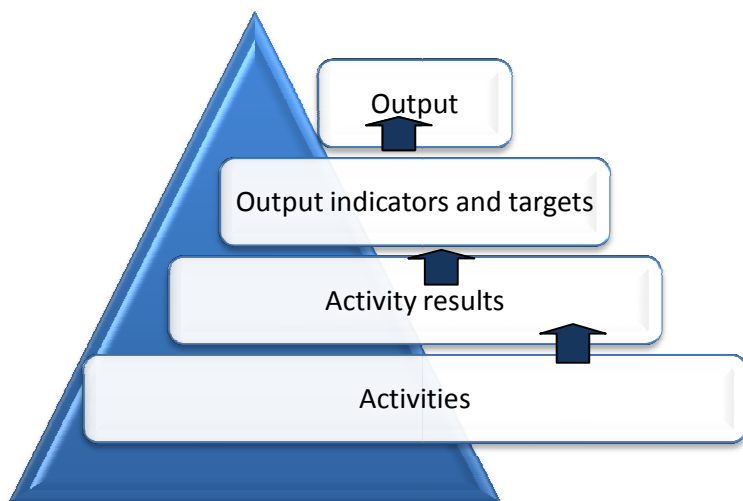 Output
Output indicators and targets
Activity results
Activities